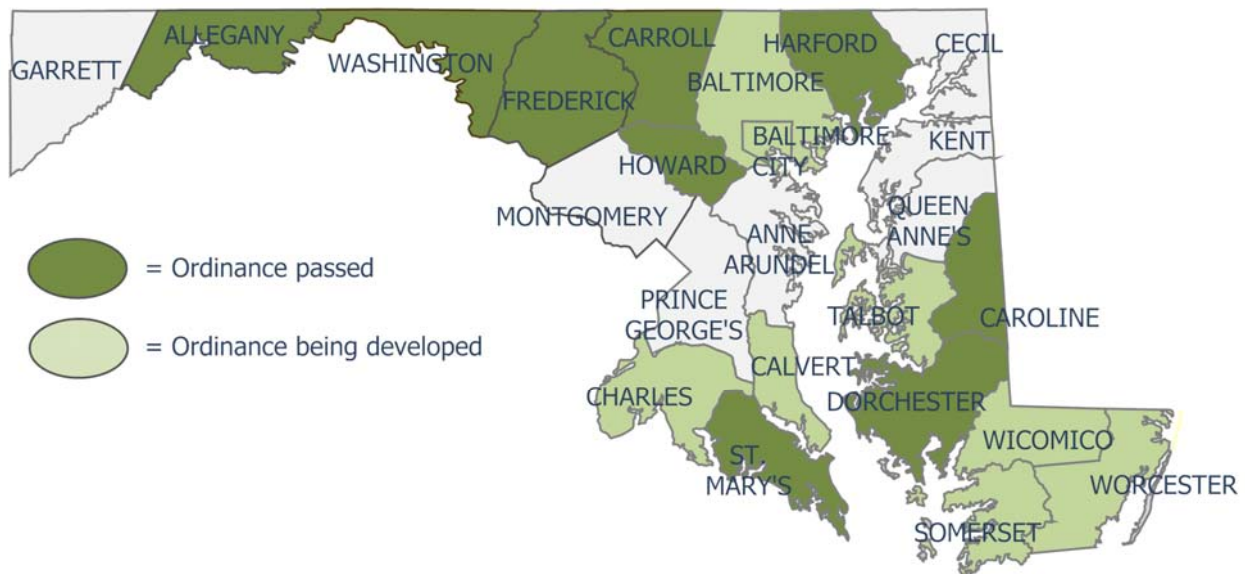 ALLEGANY
CARROLL
HARFORD
CECIL
GARRETT
WASHINGTON
FREDERICK
BALTIMORE
BALTIMORE
CITY
KENT
HOWARD
MONTGOMERY
QUEEN
ANNE'S
ANNE
ARUNDEL
= Ordinance passed
PRINCE
GEORGE'S
TALBOT
CAROLINE
= Ordinance being developed
CALVERT
CHARLES
DORCHESTER
WICOMICO
ST.
MARY'S
WORCESTER
SOMERSET